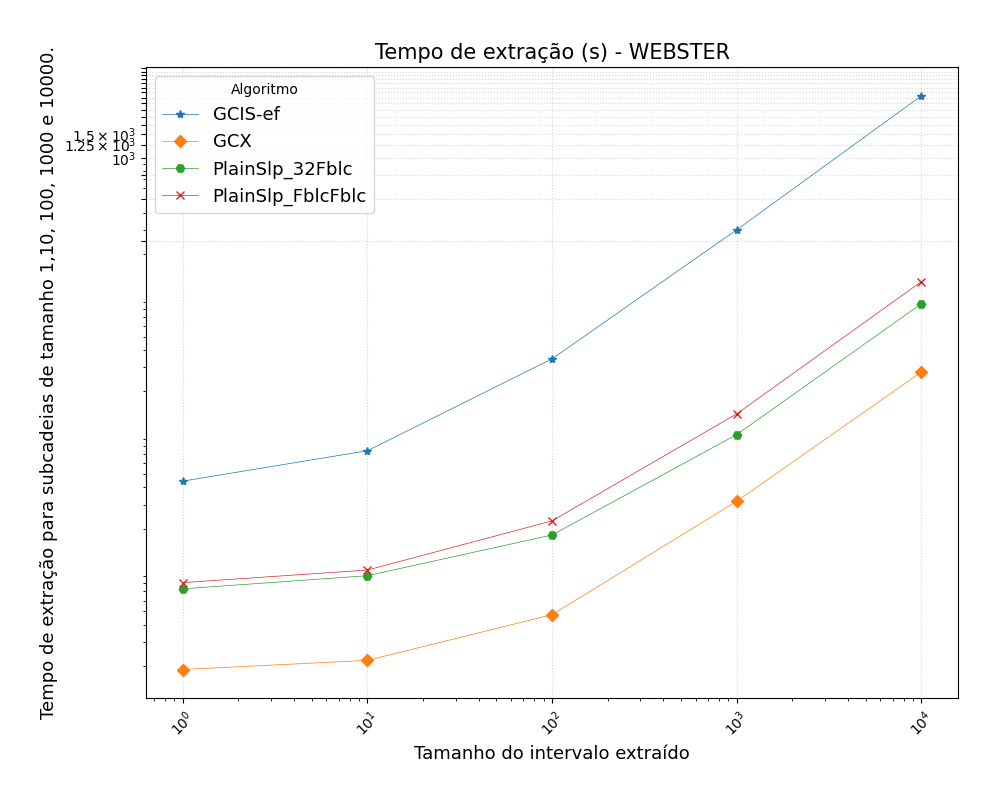 Tempo de extração (s) - WEBSTER
Tempo de extração para subcadeias de tamanho 1,10, 100, 1000 e 10000.
1.5 × 10³
1.25 × 10³
10³
Algoritmo
GCIS-ef
GCX
PlainSlp_32Fblc
PlainSlp_FblcFblc
10⁰ 10¹ 10² 10³ 10⁴
Tamanho do intervalo extraído